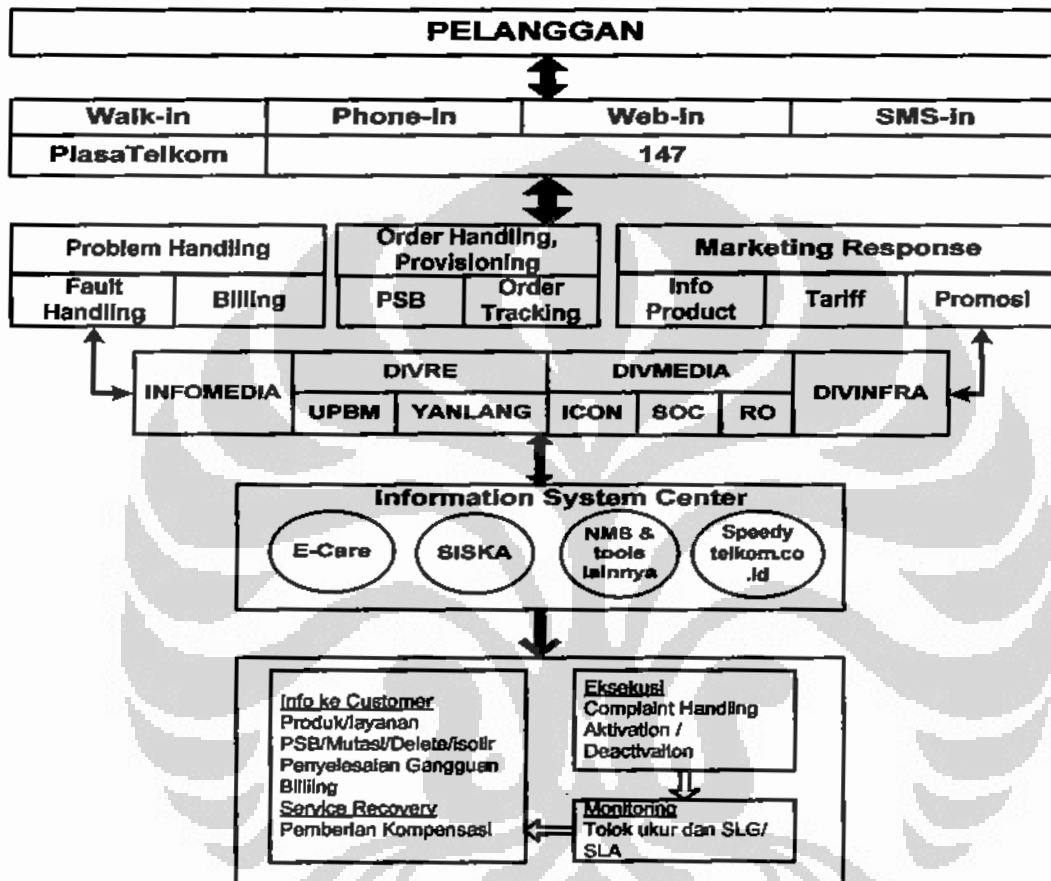 PELANGGAN
Walk-in Phone-in Web-in SMS-in
PlasaTelkom 147
Problem Handling
Fault
Handling
Billing
Order Handling,
Provisioning
PSB
Order
Tracking
Marketing Response
Info
Product
Tariff
Promosi
INFOMEDIA
DIVRE
UPBM YANLANG
DIVMEDIA
ICON SOC RO
DIVINFRA
Information System Center
E-Care
SISKA
NMS &
tools
lainnya
Speedy
telkom.co
.id
Info ke Customer
Produk/layanan
PSB/Mutasi/Delete/isolir
Penyelesaian Gangguan
Billing
Service Recovery
Pemberian Kompensasi
Eksekusi
Complaint Handling
Aktivation /
Deactivation
Monitoring
Tolok ukur dan SLG/
SLA